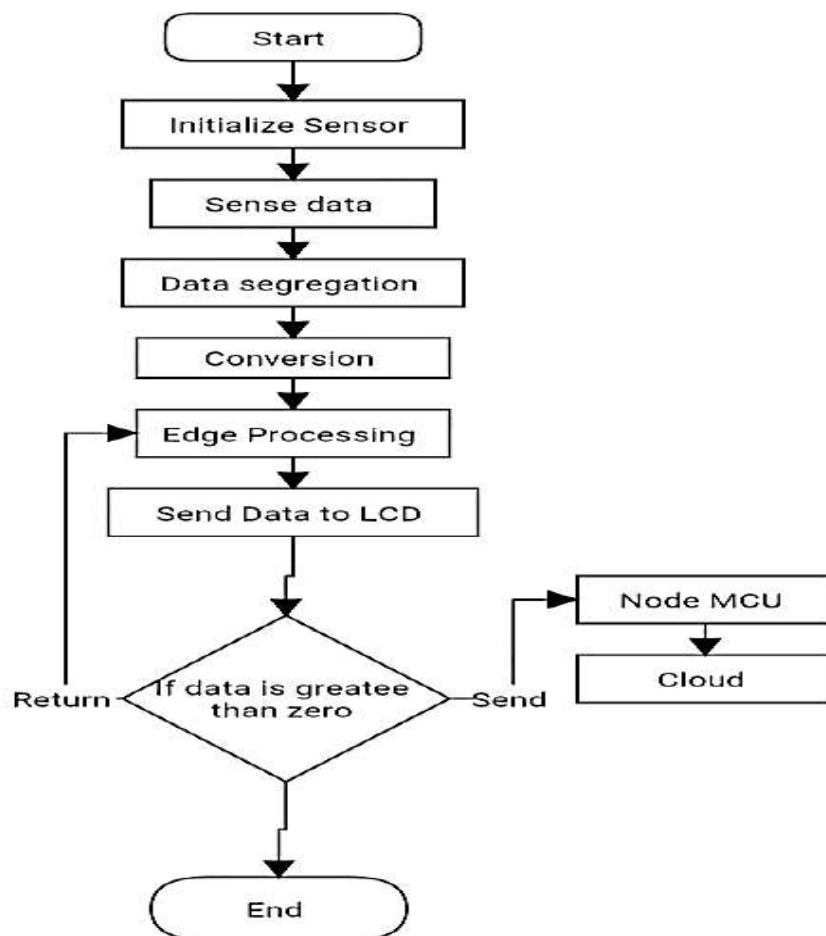 Start
Initialize Sensor
Sense data
Data segregation
Conversion
Edge Processing
Send Data to LCD
Node MCU
Cloud
If data is greatee
than zero
Return
Send
End